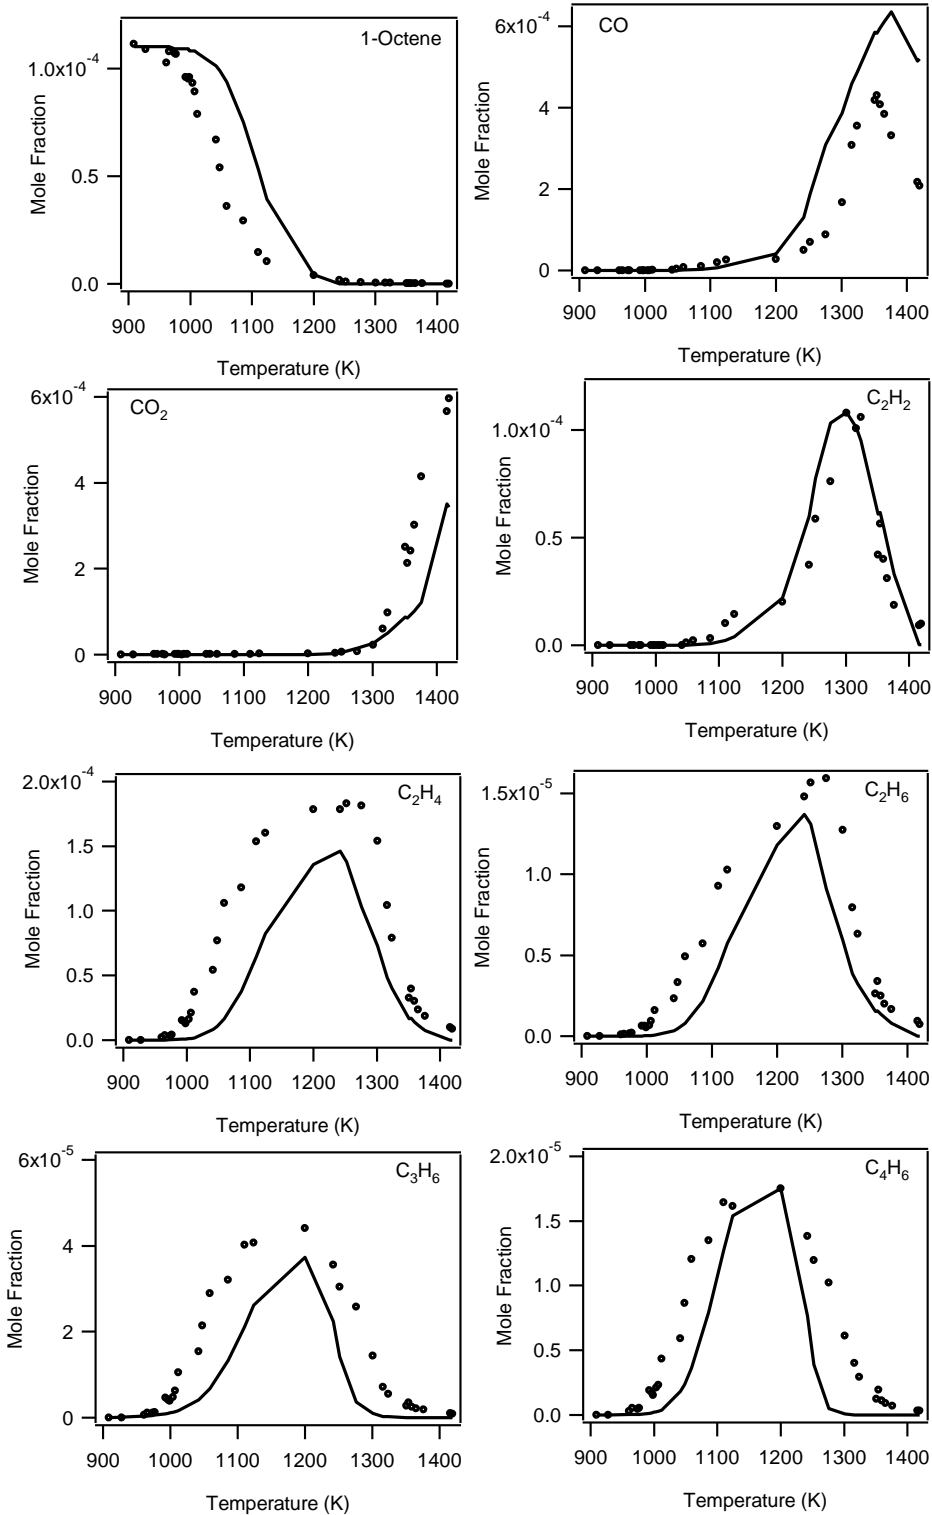 1-Octene
Mole Fraction
1.0x10⁻⁴
0.5
0.0
900 1000 1100 1200 1300 1400
Temperature (K)
CO
Mole Fraction
6x10⁻⁴
4
2
0
900 1000 1100 1200 1300 1400
Temperature (K)
CO₂
Mole Fraction
6x10⁻⁴
4
2
0
900 1000 1100 1200 1300 1400
Temperature (K)
C₂H₂
Mole Fraction
1.0x10⁻⁴
0.5
0.0
900 1000 1100 1200 1300 1400
Temperature (K)
C₂H₄
Mole Fraction
2.0x10⁻⁴
1.5
1.0
0.5
0.0
900 1000 1100 1200 1300 1400
Temperature (K)
C₂H₆
Mole Fraction
1.5x10⁻⁵
1.0
0.5
0.0
900 1000 1100 1200 1300 1400
Temperature (K)
C₃H₆
Mole Fraction
6x10⁻⁵
4
2
0
900 1000 1100 1200 1300 1400
Temperature (K)
C₄H₆
Mole Fraction
2.0x10⁻⁵
1.5
1.0
0.5
0.0
900 1000 1100 1200 1300 1400
Temperature (K)